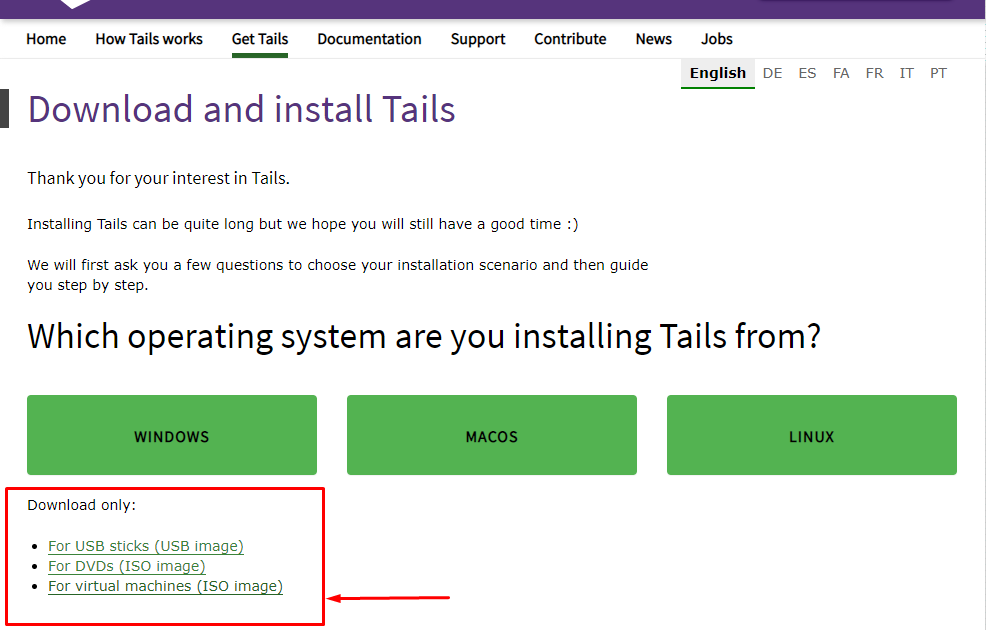 Home How Tails works Get Tails Documentation Support Contribute News Jobs
English DE ES FA FR IT PT
Download and install Tails
Thank you for your interest in Tails.
Installing Tails can be quite long but we hope you will still have a good time :)
We will first ask you a few questions to choose your installation scenario and then guide
you step by step.
Which operating system are you installing Tails from?
WINDOWS MACOS LINUX
Download only:
• For USB sticks (USB image)
• For DVDs (ISO image)
• For virtual machines (ISO image)